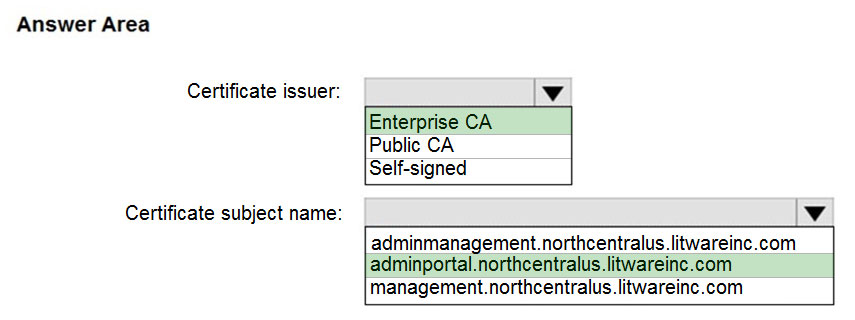 Answer Area
Certificate issuer:
Enterprise CA
Public CA
Self-signed
Certificate subject name:
adminmanagement.northcentralus.litwareinc.com
adminportal.northcentralus.litwareinc.com
management.northcentralus.litwareinc.com